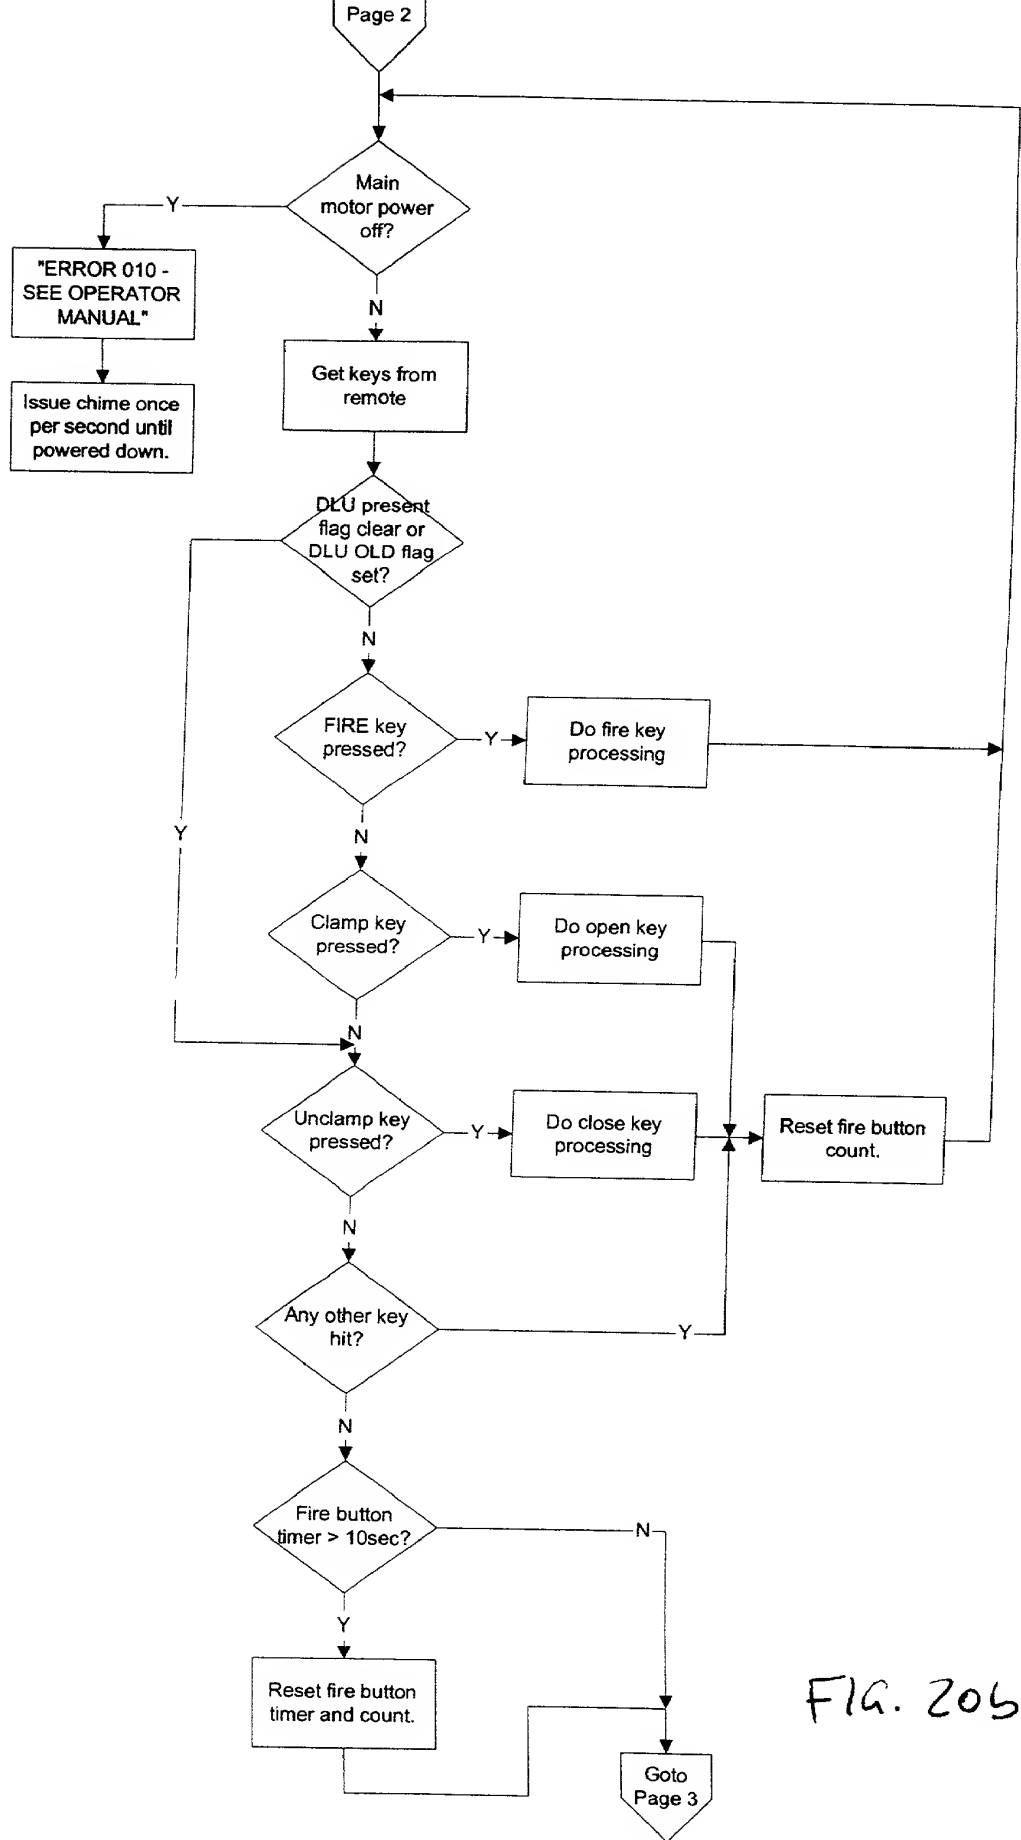 Page 2
Main
motor power
off?
Y
"ERROR 010 -
SEE OPERATOR
MANUAL"
N
Issue chime once
per second until
powered down.
Get keys from
remote
DLU present
flag clear or
DLU OLD flag
set?
N
FIRE key
pressed?
Y
Do fire key
processing
Y
N
Clamp key
pressed?
Y
Do open key
processing
N
Unclamp key
pressed?
Y
Do close key
processing
Reset fire button
count.
N
Any other key
hit?
Y
N
Fire button
timer > 10sec?
N
Y
Reset fire button
timer and count.
Goto
Page 3
FIG. 20b